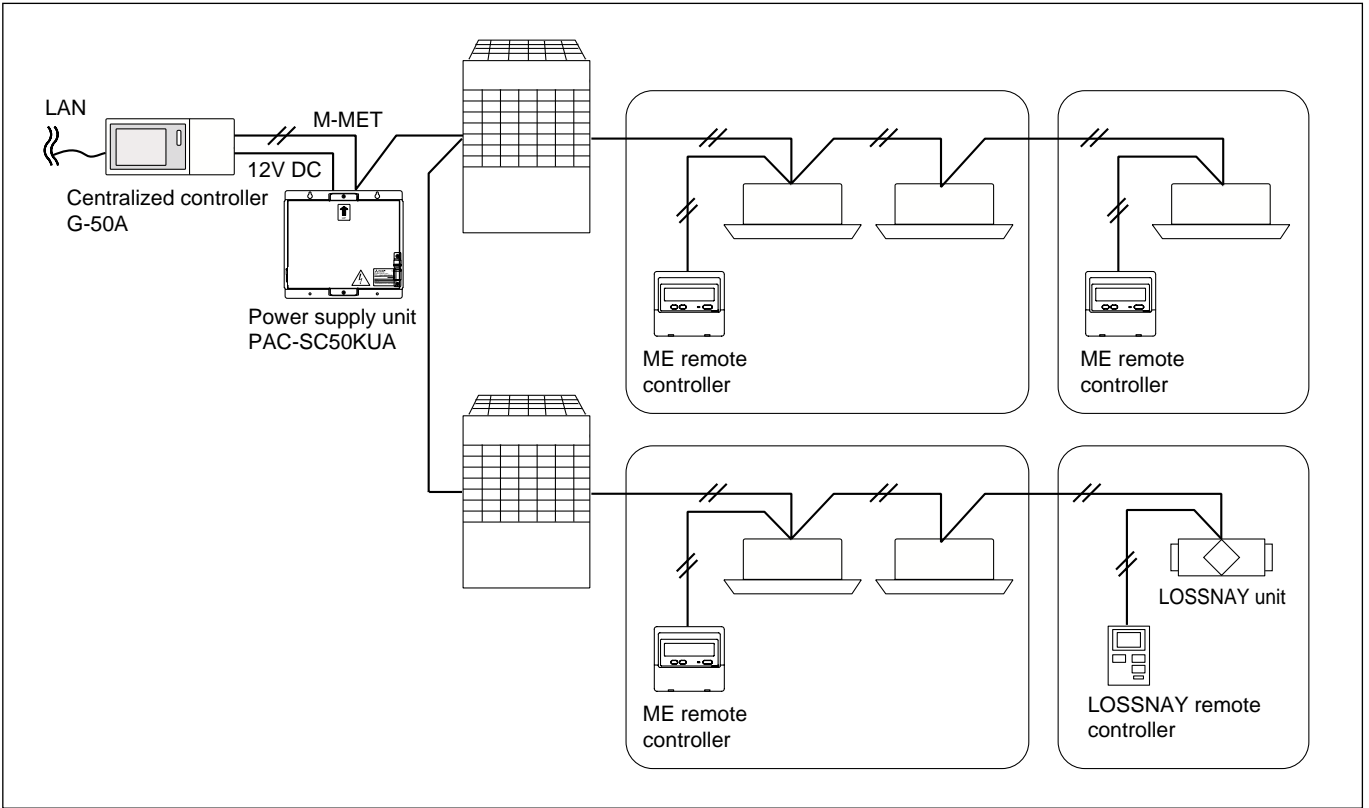 LAN
M-MET
12V DC
Centralized controller
G-50A
Power supply unit
PAC-SC50KUA
ME remote
controller
ME remote
controller
ME remote
controller
LOSSNAY unit
LOSSNAY remote
controller